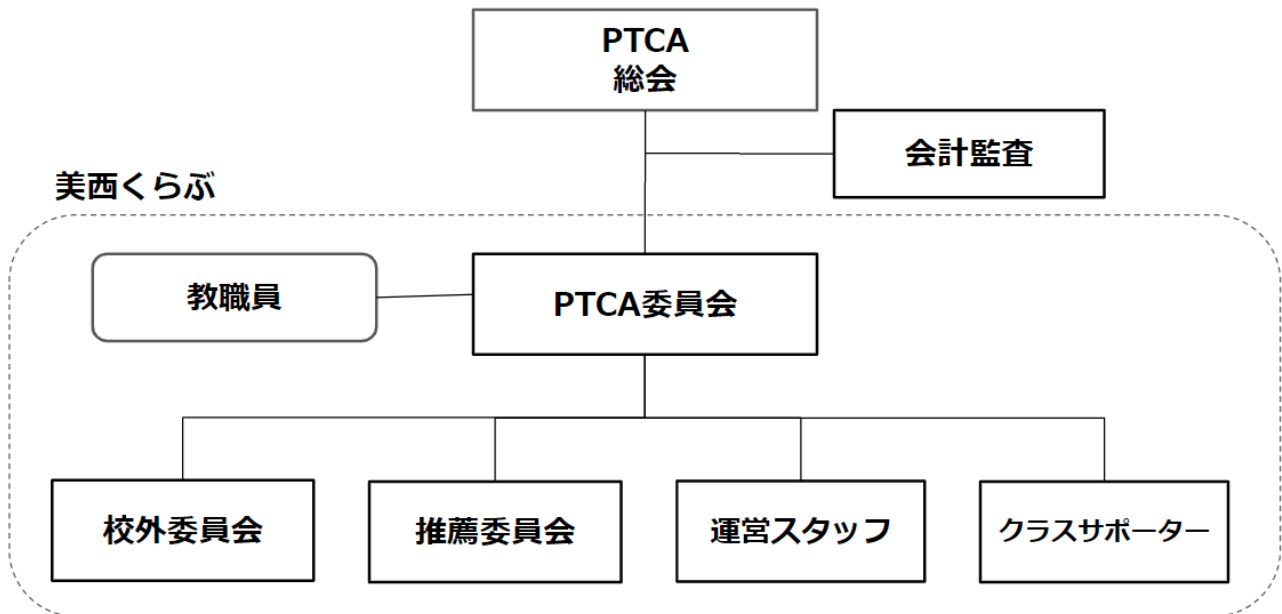 PTCA
総会
会計監査
美西くらぶ
教職員
PTCA委員会
校外委員会
推薦委員会
運営スタッフ
クラスサポーター